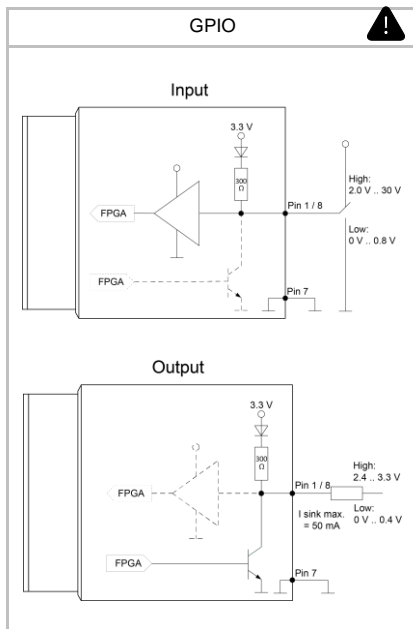 GPIO
Input
3.3 V
300
Ω
High:
2.0 V .. 30 V
Pin 1 / 8
FPGA
Low:
0 V .. 0.8 V
FPGA
Pin 7
Output
3.3 V
300
Ω
High:
2.4 .. 3.3 V
Pin 1 / 8
FPGA
I sink max.
= 50 mA
Low:
0 V .. 0.4 V
FPGA
Pin 7